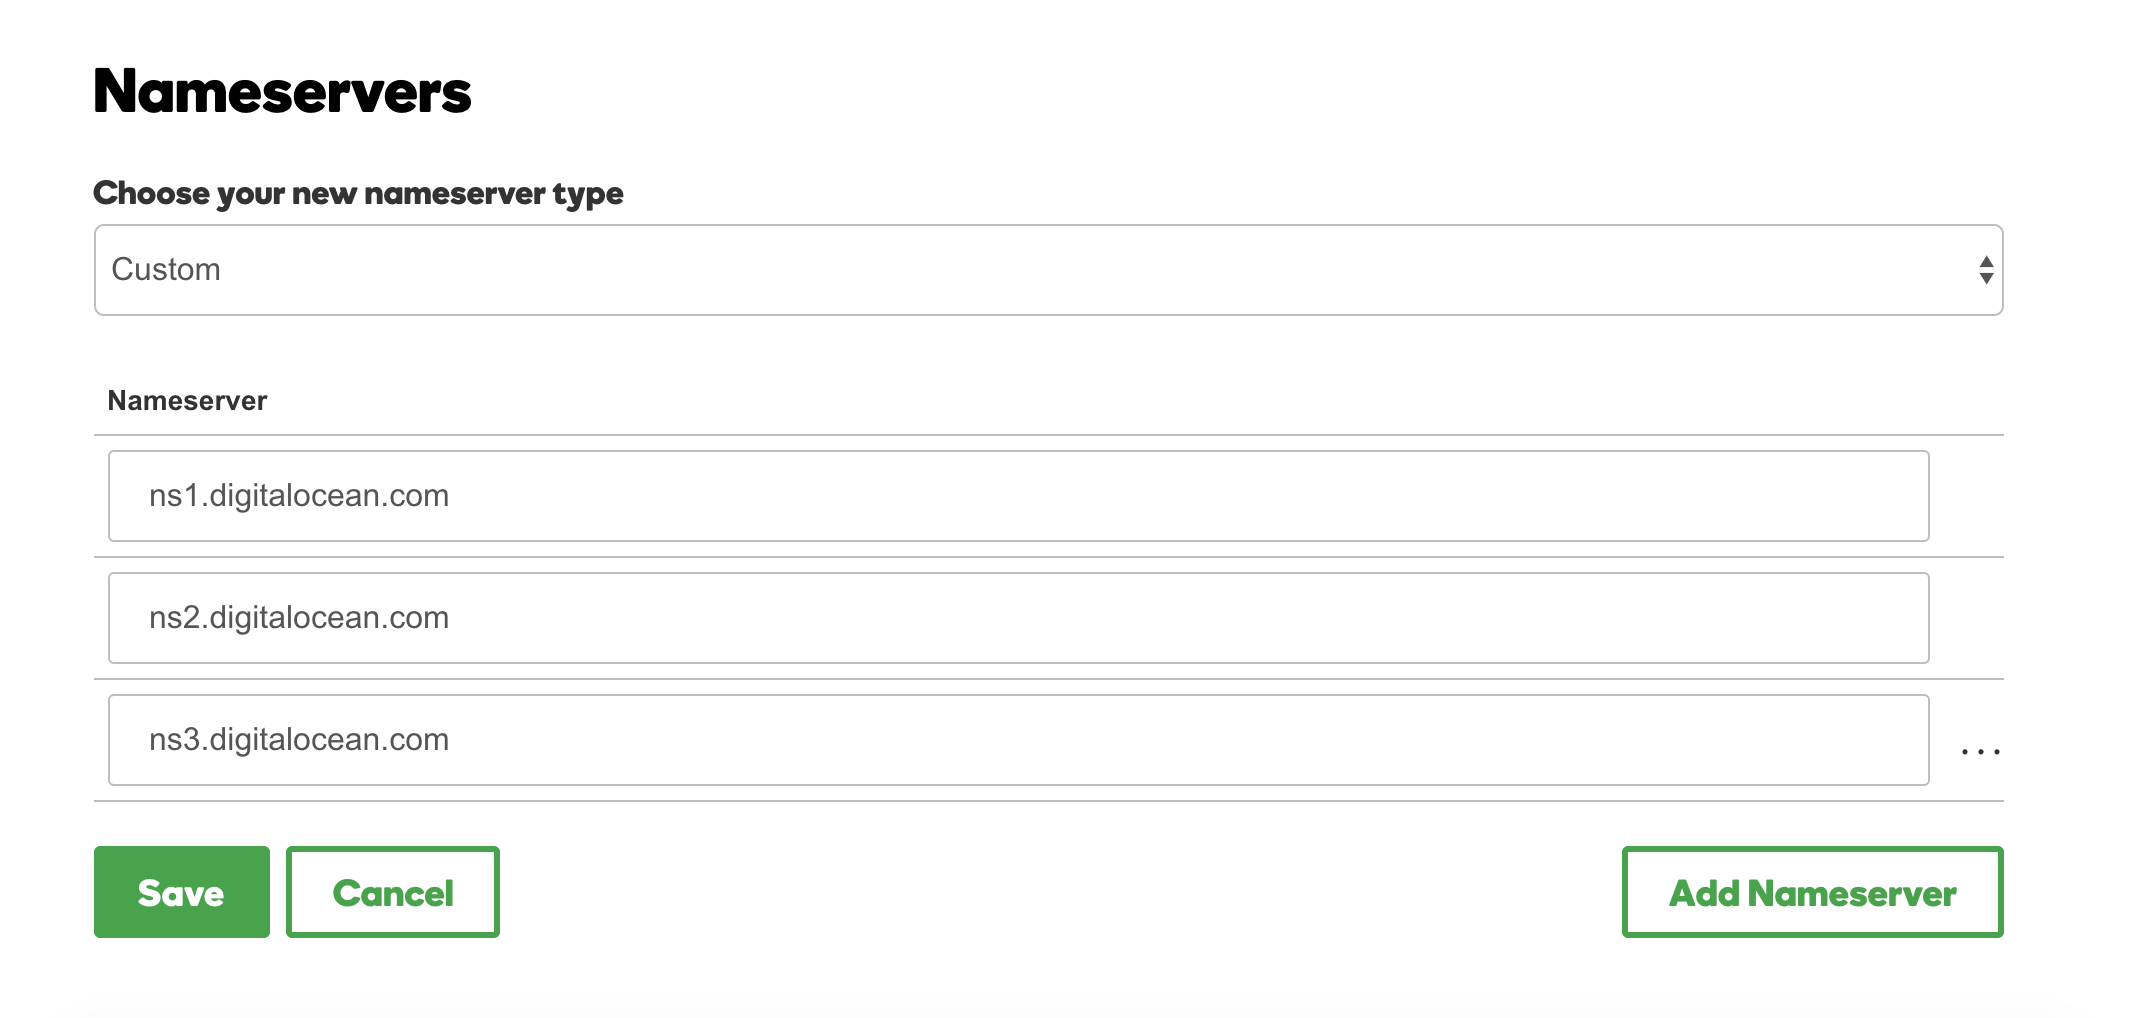 Nameservers
Choose your new nameserver type
Custom
Nameserver
ns1.digitalocean.com
ns2.digitalocean.com
ns3.digitalocean.com
...
Save Cancel Add Nameserver